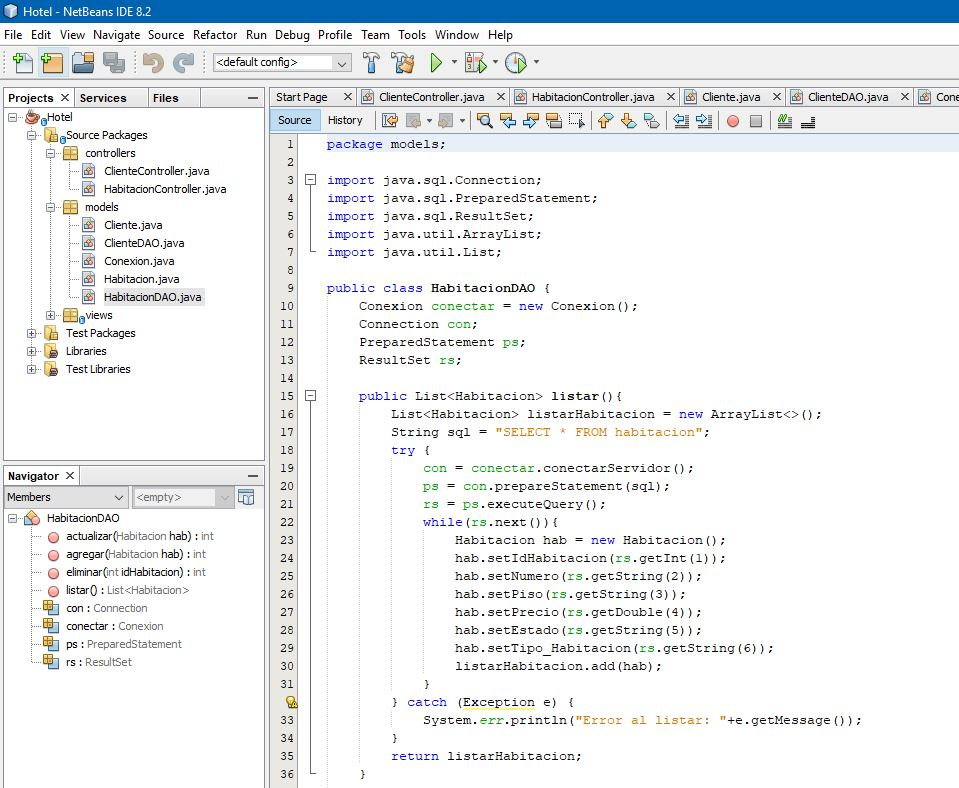 Hotel - NetBeans IDE 8.2
File Edit View Navigate Source Refactor Run Debug Profile Team Tools Window Help
<default config>
Projects Services Files
Hotel
Source Packages
controllers
ClienteController.java
HabitacionController.java
models
Cliente.java
ClienteDAO.java
Conexion.java
Habitacion.java
HabitacionDAO.java
views
Test Packages
Libraries
Test Libraries
Navigator
Members <empty>
HabitacionDAO
actualizar(Habitacion hab) : int
agregar(Habitacion hab) : int
eliminar(int idHabitacion) : int
listar() : List<Habitacion>
con : Connection
conectar : Conexion
ps : PreparedStatement
rs : ResultSet
Start Page ClienteController.java HabitacionController.java Cliente.java ClienteDAO.java Cone
Source History
1 package models;
2
3 import java.sql.Connection;
4 import java.sql.PreparedStatement;
5 import java.sql.ResultSet;
6 import java.util.ArrayList;
7 import java.util.List;
8
9 public class HabitacionDAO {
10 Conexion conectar = new Conexion();
11 Connection con;
12 PreparedStatement ps;
13 ResultSet rs;
14
15 public List<Habitacion> listar(){
16 List<Habitacion> listarHabitacion = new ArrayList<>();
17 String sql = "SELECT * FROM habitacion";
18 try {
19 con = conectar.conectarServidor();
20 ps = con.prepareStatement(sql);
21 rs = ps.executeQuery();
22 while(rs.next()){
23 Habitacion hab = new Habitacion();
24 hab.setIdHabitacion(rs.getInt(1));
25 hab.setNumero(rs.getString(2));
26 hab.setPiso(rs.getString(3));
27 hab.setPrecio(rs.getDouble(4));
28 hab.setEstado(rs.getString(5));
29 hab.setTipo_Habitacion(rs.getString(6));
30 listarHabitacion.add(hab);
31 }
} catch (Exception e) {
33 System.err.println("Error al listar: "+e.getMessage());
34 }
35 return listarHabitacion;
36 }